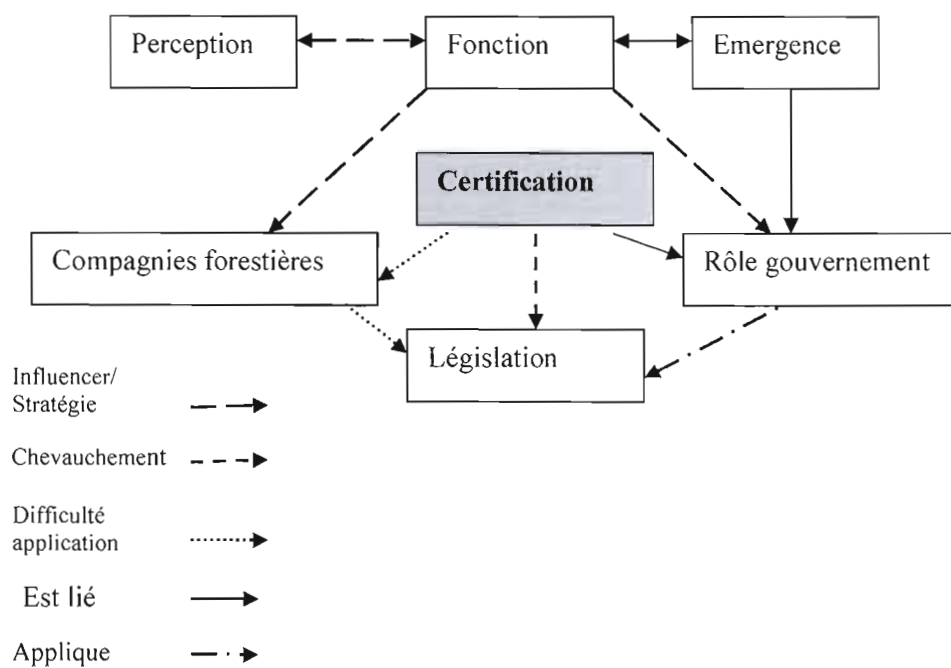 Perception
Fonction
Emergence
Certification
Compagnies forestières
Rôle gouvernement
Législation
Influencer/
Stratégie
Chevauchement
Difficulté
application
Est lié
Applique